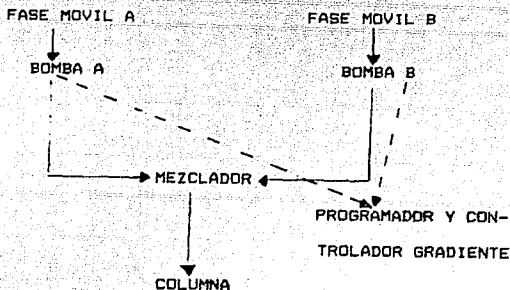 FASE MOVIL A
FASE MOVIL B
BOMBA A
BOMBA B
MEZCLADOR
PROGRAMADOR Y CON-
TROLADOR GRADIENTE
COLUMNA